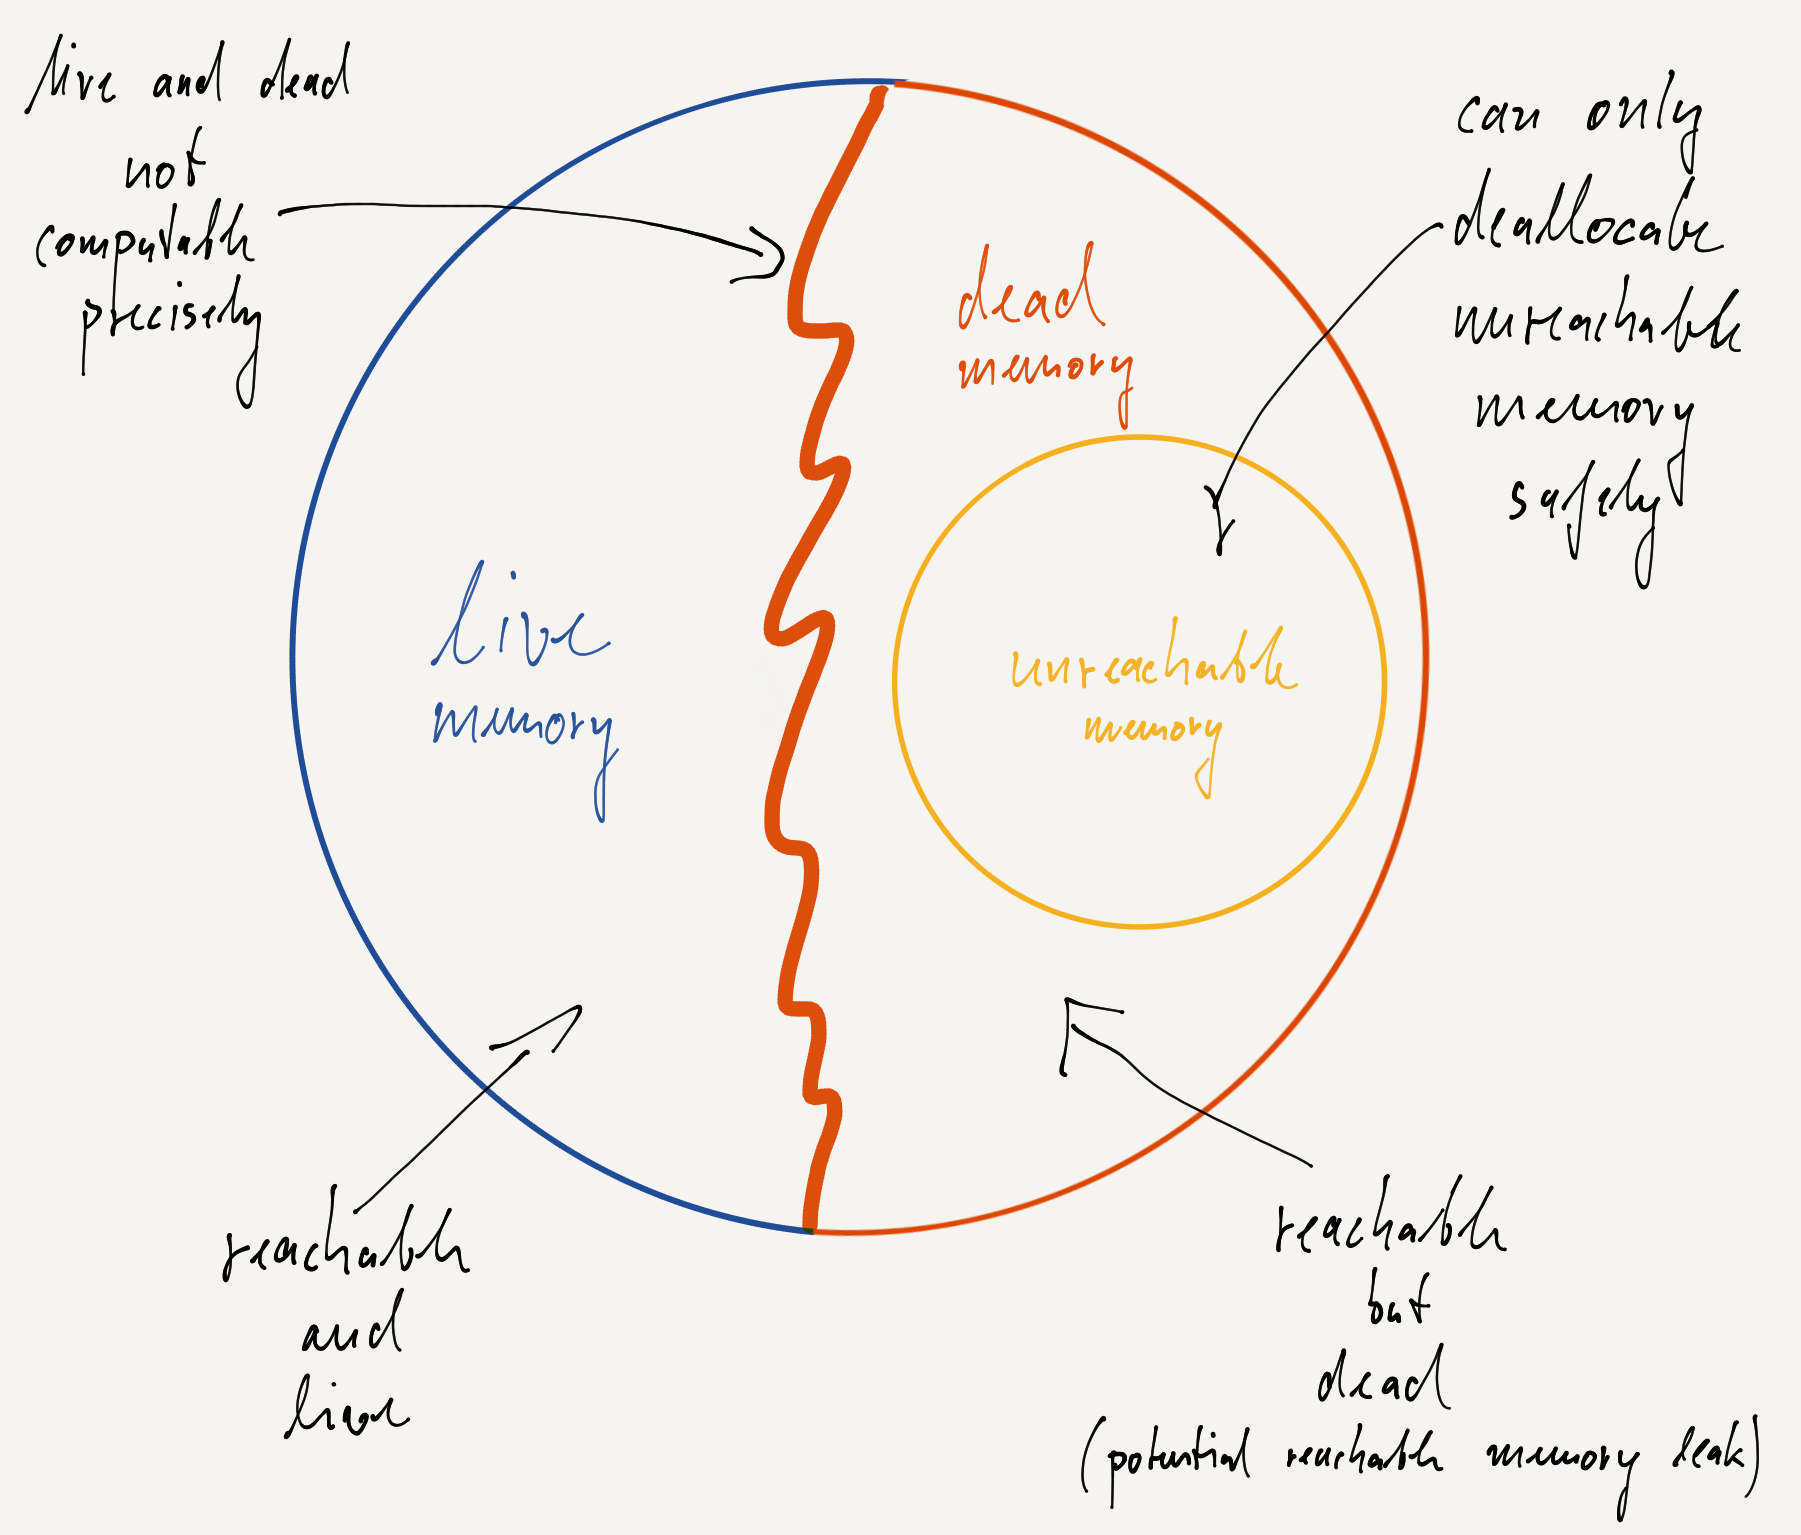 live and dead
not
computable
precisely
can only
deallocate
unreachable
memory
safely
dead
memory
live
memory
unreachable
memory
reachable
and
live
reachable
but
dead
(potential reachable memory leak)